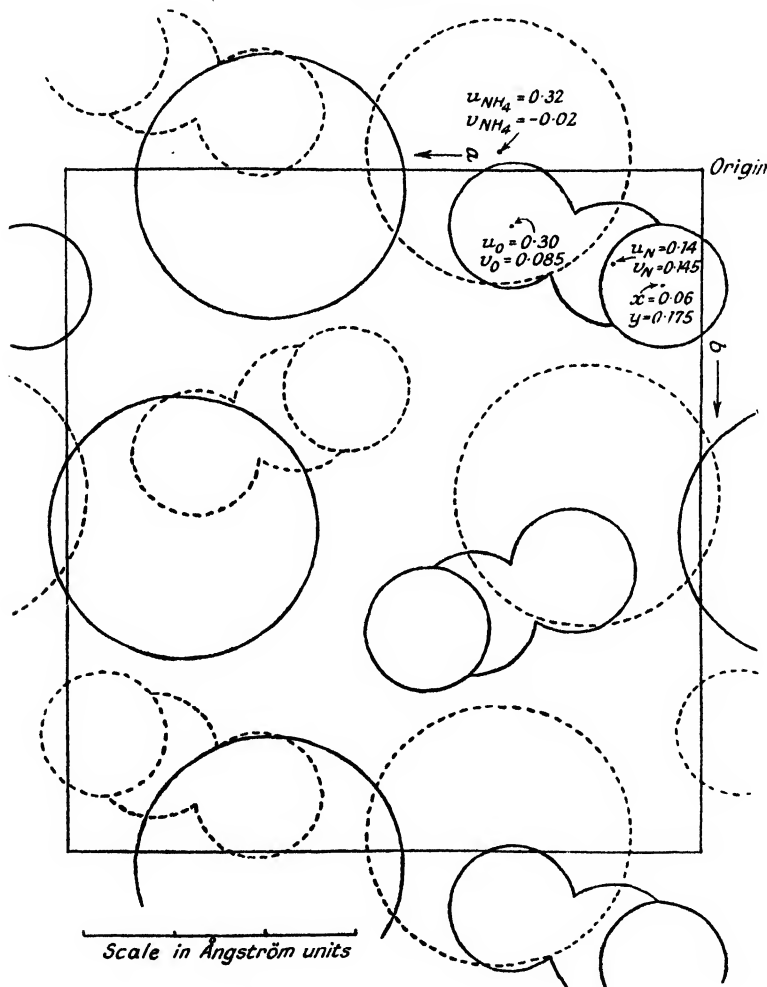 u_NH₄ = 0·32
v_NH₄ = -0·02
a
Origin
u_O = 0·30
v_O = 0·085
u_N = 0·14
v_N = 0·145
x = 0·06
y = 0·175
b
Scale in Ångström units